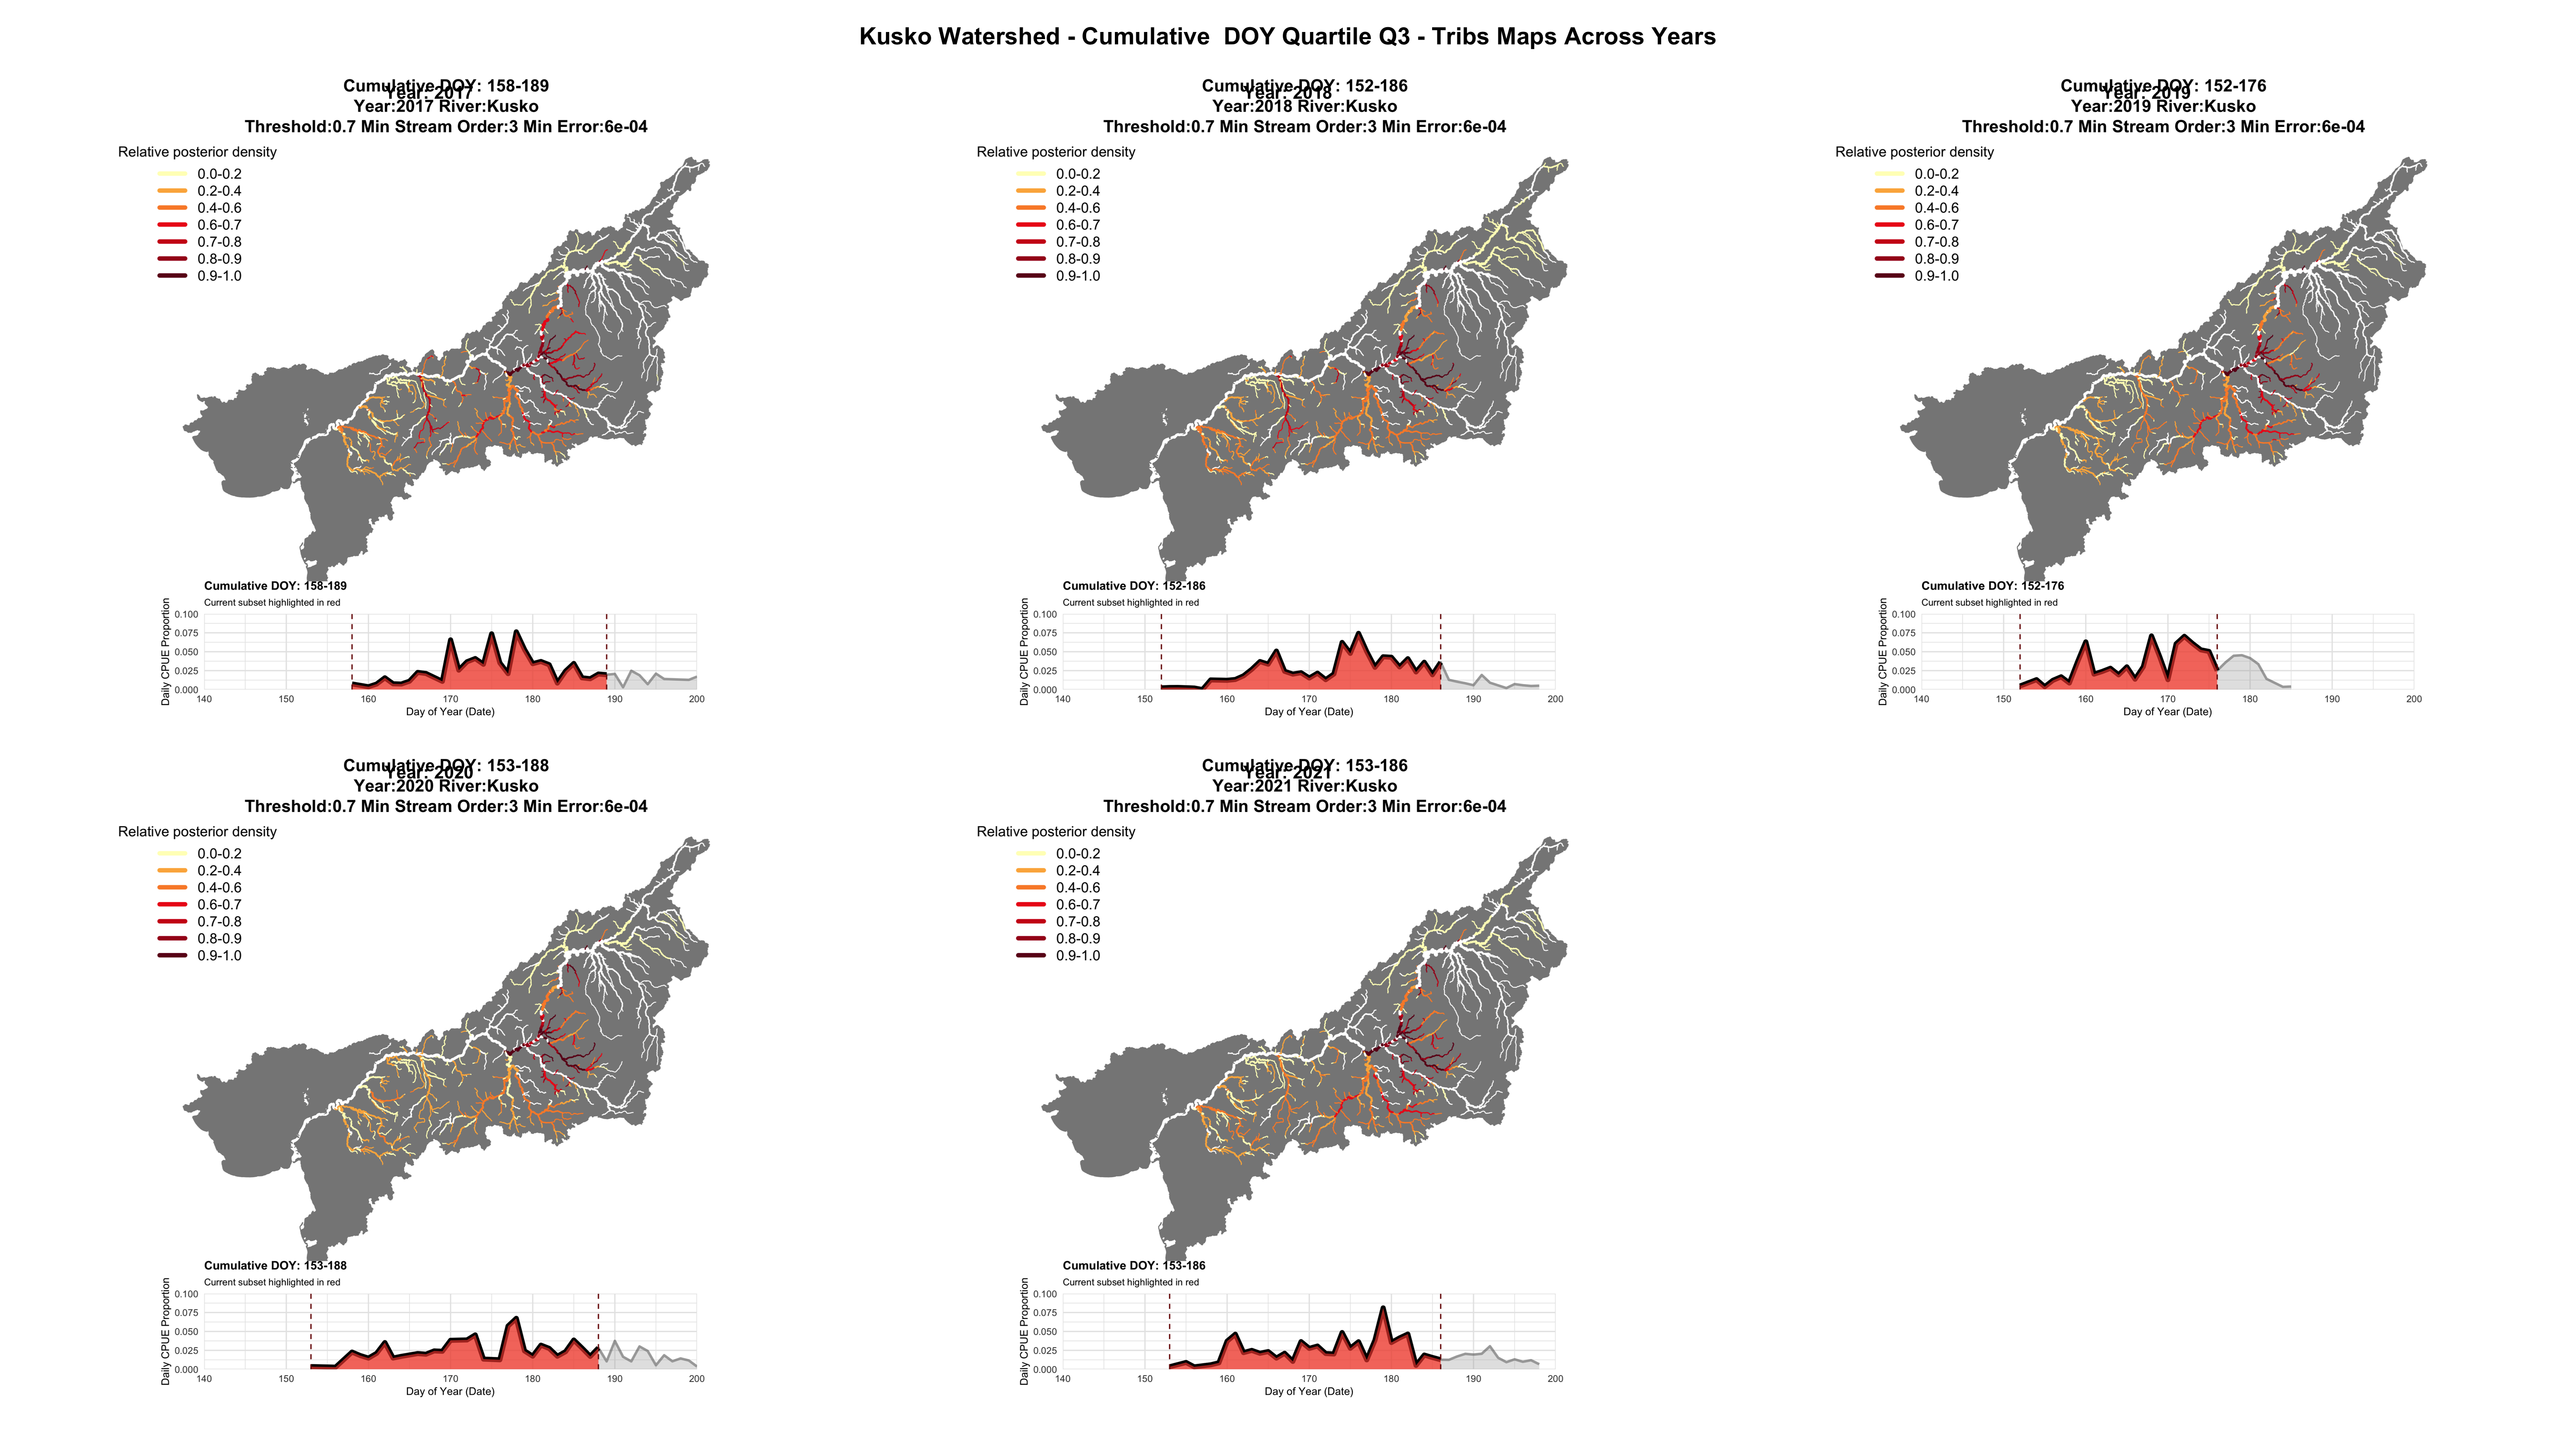 Kusko Watershed - Cumulative  DOY Quartile Q3 - Tribs Maps Across Years
Cumulative DOY: 158-189
Year: 2017
Year:2017 River:Kusko
Threshold:0.7 Min Stream Order:3 Min Error:6e-04
Relative posterior density
0.0-0.2
0.2-0.4
0.4-0.6
0.6-0.7
0.7-0.8
0.8-0.9
0.9-1.0
Cumulative DOY: 158-189
Current subset highlighted in red
Daily CPUE Proportion
0.100
0.075
0.050
0.025
0.000
140 150 160 170 180 190 200
Day of Year (Date)
Cumulative DOY: 152-186
Year: 2018
Year:2018 River:Kusko
Threshold:0.7 Min Stream Order:3 Min Error:6e-04
Relative posterior density
0.0-0.2
0.2-0.4
0.4-0.6
0.6-0.7
0.7-0.8
0.8-0.9
0.9-1.0
Cumulative DOY: 152-186
Current subset highlighted in red
Daily CPUE Proportion
0.100
0.075
0.050
0.025
0.000
140 150 160 170 180 190 200
Day of Year (Date)
Cumulative DOY: 152-176
Year: 2019
Year:2019 River:Kusko
Threshold:0.7 Min Stream Order:3 Min Error:6e-04
Relative posterior density
0.0-0.2
0.2-0.4
0.4-0.6
0.6-0.7
0.7-0.8
0.8-0.9
0.9-1.0
Cumulative DOY: 152-176
Current subset highlighted in red
Daily CPUE Proportion
0.100
0.075
0.050
0.025
0.000
140 150 160 170 180 190 200
Day of Year (Date)
Cumulative DOY: 153-188
Year: 2020
Year:2020 River:Kusko
Threshold:0.7 Min Stream Order:3 Min Error:6e-04
Relative posterior density
0.0-0.2
0.2-0.4
0.4-0.6
0.6-0.7
0.7-0.8
0.8-0.9
0.9-1.0
Cumulative DOY: 153-188
Current subset highlighted in red
Daily CPUE Proportion
0.100
0.075
0.050
0.025
0.000
140 150 160 170 180 190 200
Day of Year (Date)
Cumulative DOY: 153-186
Year: 2021
Year:2021 River:Kusko
Threshold:0.7 Min Stream Order:3 Min Error:6e-04
Relative posterior density
0.0-0.2
0.2-0.4
0.4-0.6
0.6-0.7
0.7-0.8
0.8-0.9
0.9-1.0
Cumulative DOY: 153-186
Current subset highlighted in red
Daily CPUE Proportion
0.100
0.075
0.050
0.025
0.000
140 150 160 170 180 190 200
Day of Year (Date)